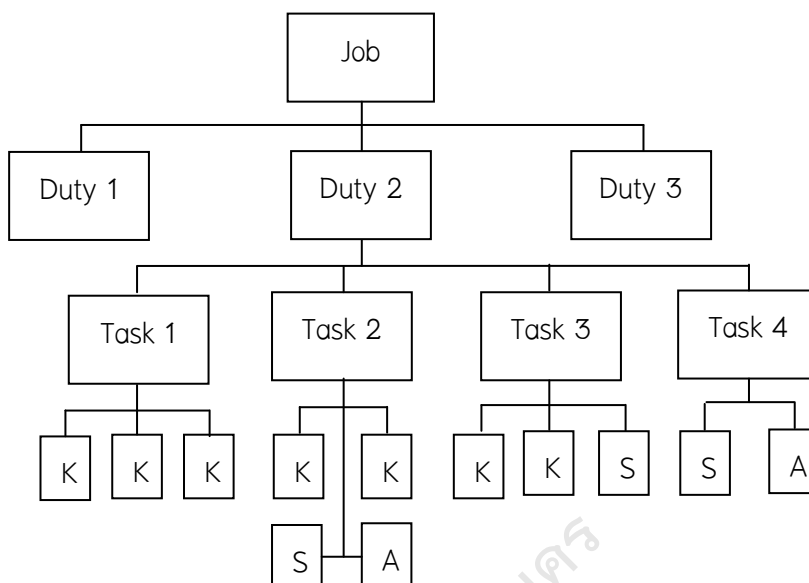 Job
Duty 1 Duty 2 Duty 3
Task 1 Task 2 Task 3 Task 4
K K K K K K K S S A
S A